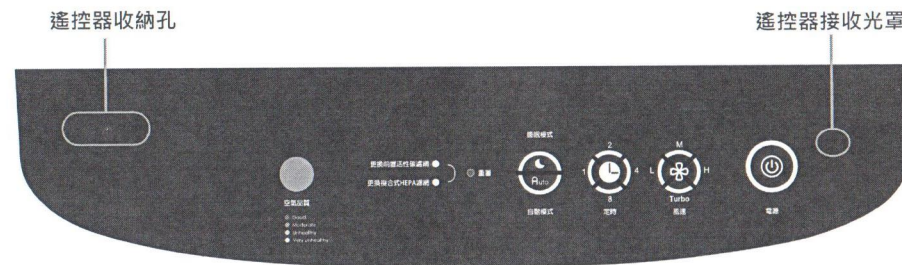 遙控器收納孔
遙控器接收光罩
睡眠模式
Auto
自動模式
1
2
4
8
定時
L
M
H
Turbo
風速
電源
更換前置活性碳濾網
更換複合式HEPA濾網
重置
空氣品質
Good
Moderate
Unhealthy
Very unhealthy